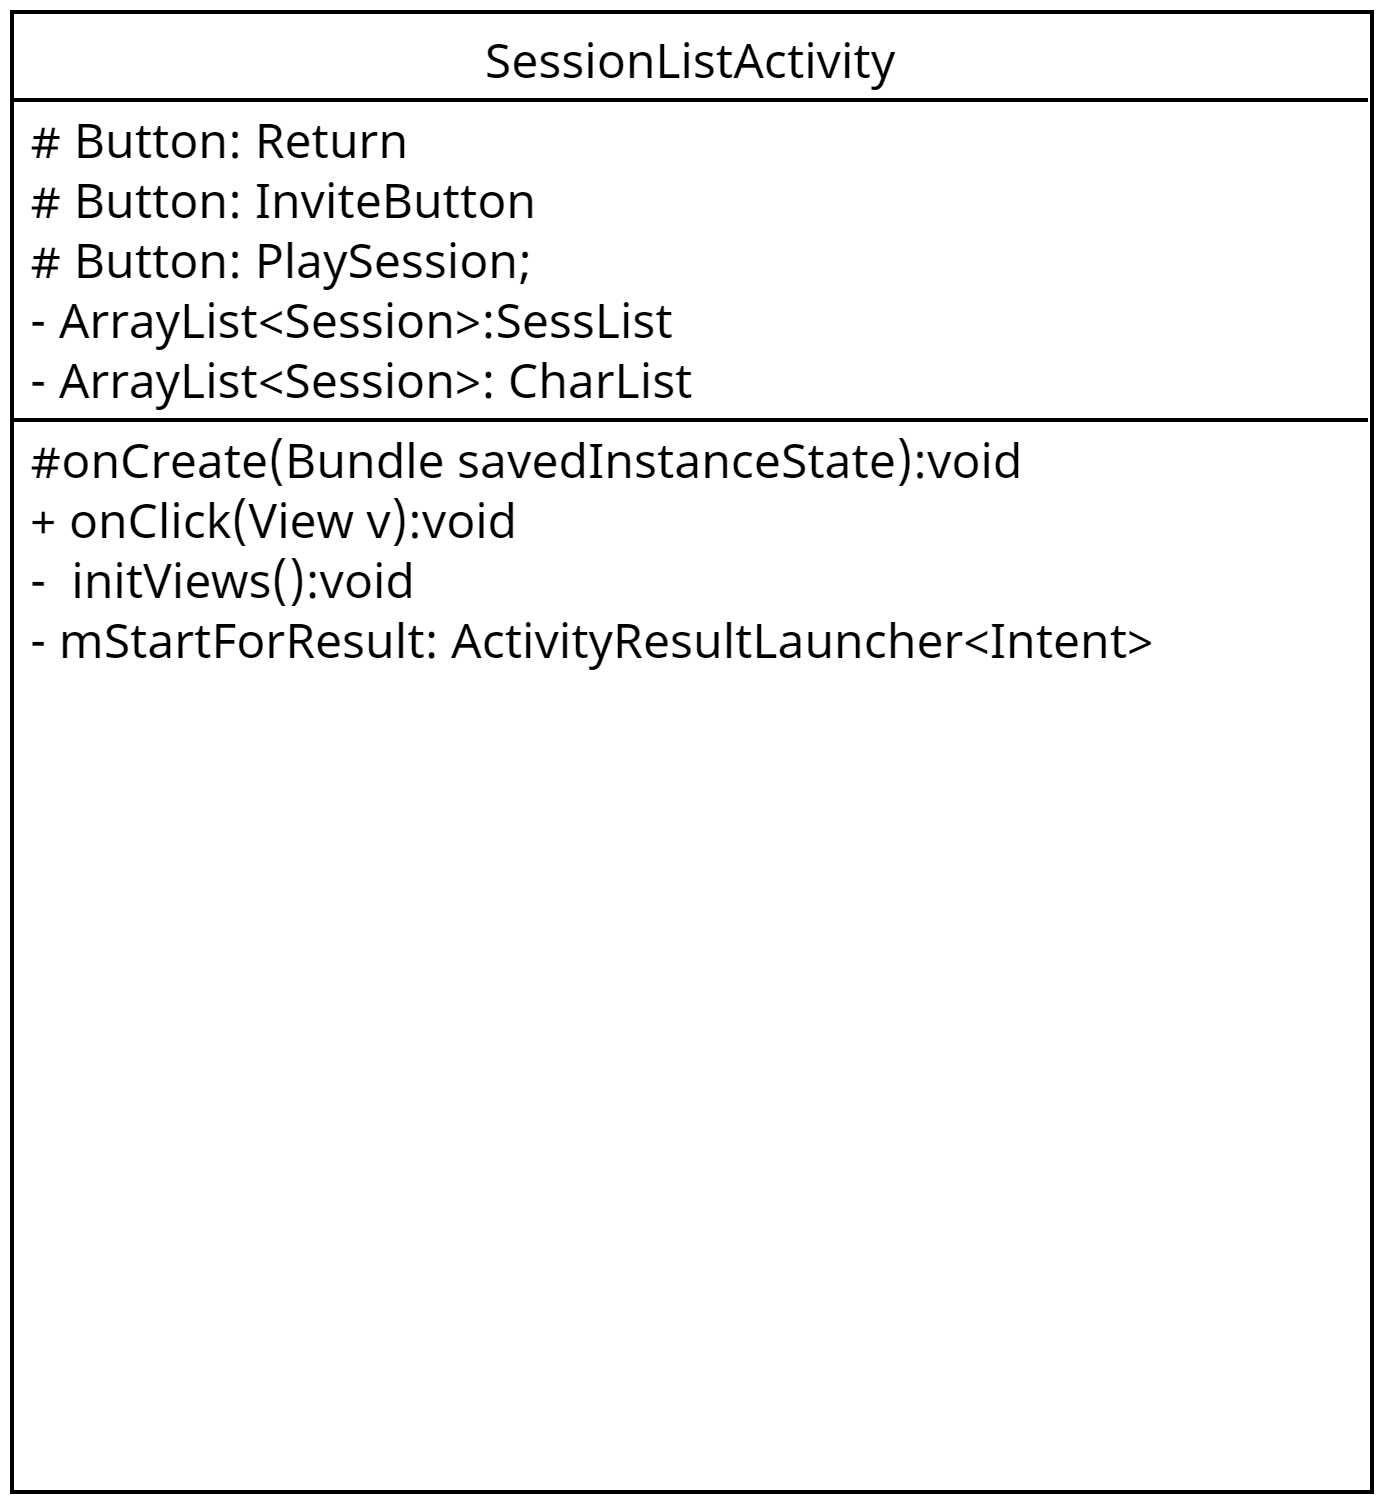 SessionListActivity
# Button: Return
# Button: InviteButton
# Button: PlaySession;
- ArrayList<Session>:SessList
- ArrayList<Session>: CharList
#onCreate(Bundle savedInstanceState):void
+ onClick(View v):void
-  initViews():void
- mStartForResult: ActivityResultLauncher<Intent>